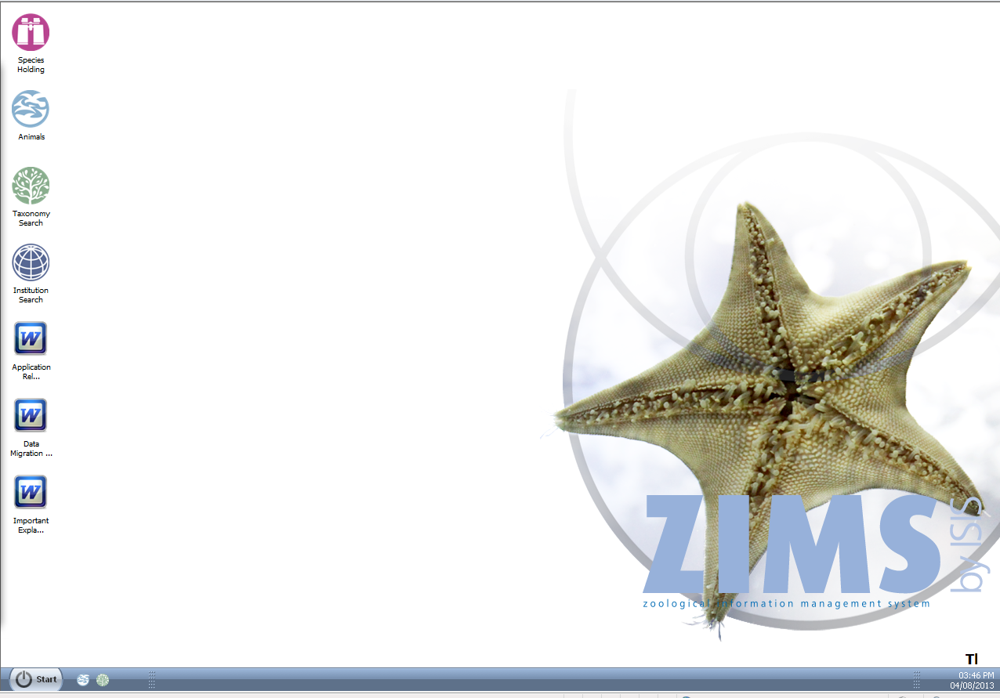 Species
Holding
Animals
Taxonomy
Search
Institution
Search
W
Application
Rel...
W
Data
Migration ...
W
Important
Expla...
ZIMS
by ISIS
zoological information management system
Start
03:46 PM
04/08/2013